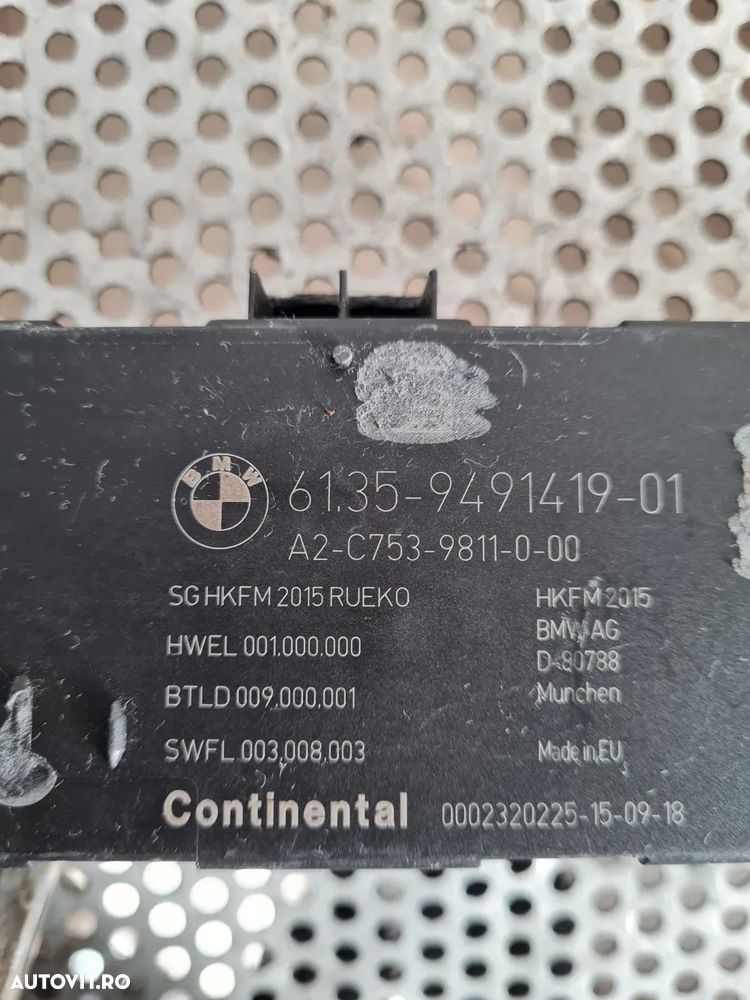 BMW
61.35-9491419-01
A2-C753-9811-0-00
SG HKFM 2015 RUEKO
HKFM 2015
HWEL 001.000.000
BMW AG
D-80788
BTLD 009.000.001
Munchen
SWFL 003.008.003
Made in EU
Continental
0002320225-15-09-18
AUTOVIT.RO